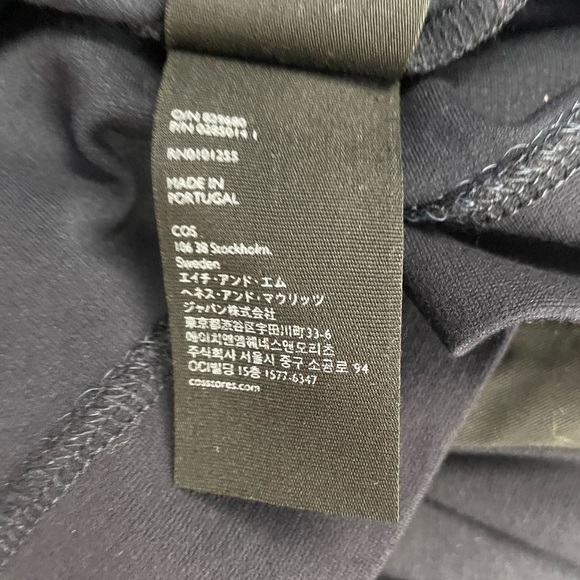 O/N 829680
P/N 0282014 1
RN0101255
MADE IN
PORTUGAL
COS
106 38 Stockholm,
Sweden
エイチ・アンド・エム
ヘネス・アンド・マウリッツ
ジャパン株式会社
東京都渋谷区宇田川町33-6
에이치앤엠헤네스앤모리츠
주식회사 서울시 중구 소공로 94
OCI빌딩 15층 1577-6347
cosstores.com